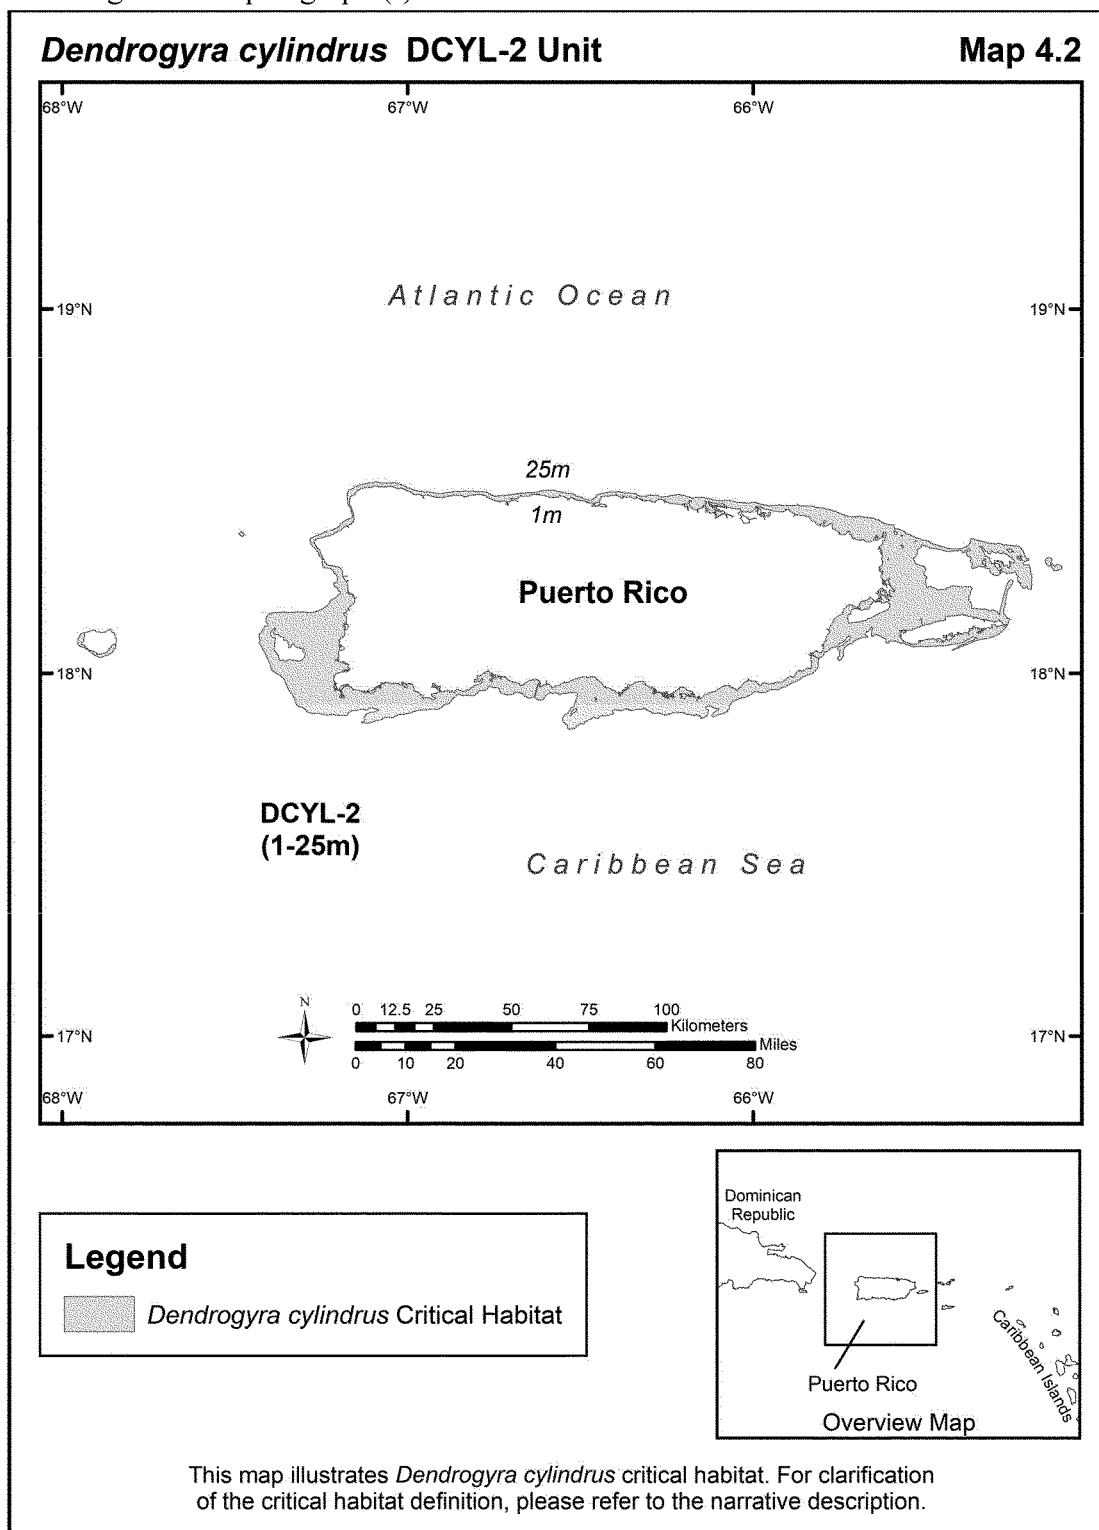 Dendrogyra cylindrus DCYL-2 Unit Map 4.2
68°W 67°W 66°W
Atlantic Ocean
19°N 19°N
25m
1m
Puerto Rico
18°N 18°N
DCYL-2
(1-25m)
Caribbean Sea
N
0 12.5 25 50 75 100
Kilometers
17°N 17°N
Miles
0 10 20 40 60 80
68°W 67°W 66°W
Legend
Dendrogyra cylindrus Critical Habitat
Dominican
Republic
Caribbean Islands
Puerto Rico
Overview Map
This map illustrates Dendrogyra cylindrus critical habitat. For clarification
of the critical habitat definition, please refer to the narrative description.